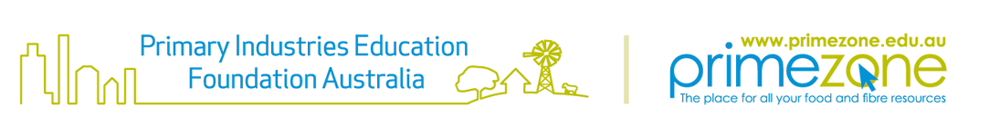 Primary Industries Education
Foundation Australia
www.primezone.edu.au
primezone
The place for all your food and fibre resources